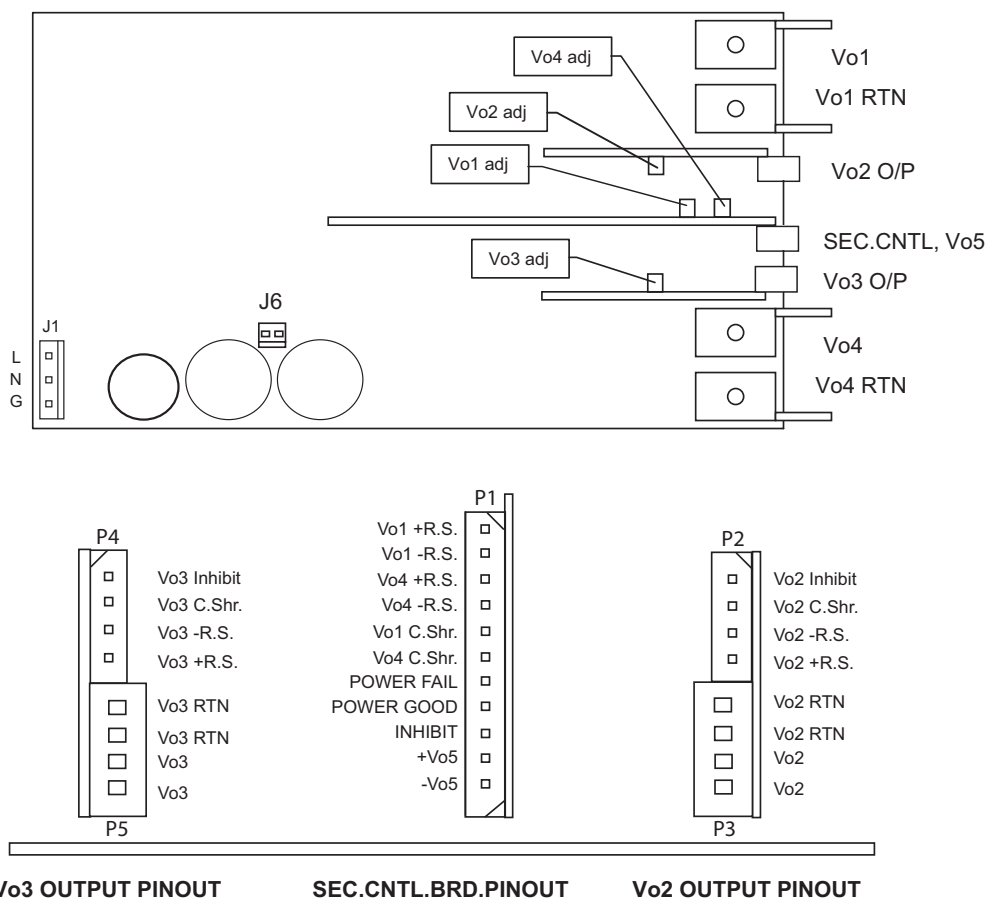 Vo4 adj
Vo1
Vo2 adj
Vo1 RTN
Vo1 adj
Vo2 O/P
SEC.CNTL, Vo5
Vo3 adj
Vo3 O/P
J6
J1
L
N
G
Vo4
Vo4 RTN
P4
Vo3 Inhibit
Vo3 C.Shr.
Vo3 -R.S.
Vo3 +R.S.
Vo3 RTN
Vo3 RTN
Vo3
Vo3
P5
P1
Vo1 +R.S.
Vo1 -R.S.
Vo4 +R.S.
Vo4 -R.S.
Vo1 C.Shr.
Vo4 C.Shr.
POWER FAIL
POWER GOOD
INHIBIT
+Vo5
-Vo5
P2
Vo2 Inhibit
Vo2 C.Shr.
Vo2 -R.S.
Vo2 +R.S.
Vo2 RTN
Vo2 RTN
Vo2
Vo2
P3
Vo3 OUTPUT PINOUT
SEC.CNTL.BRD.PINOUT
Vo2 OUTPUT PINOUT